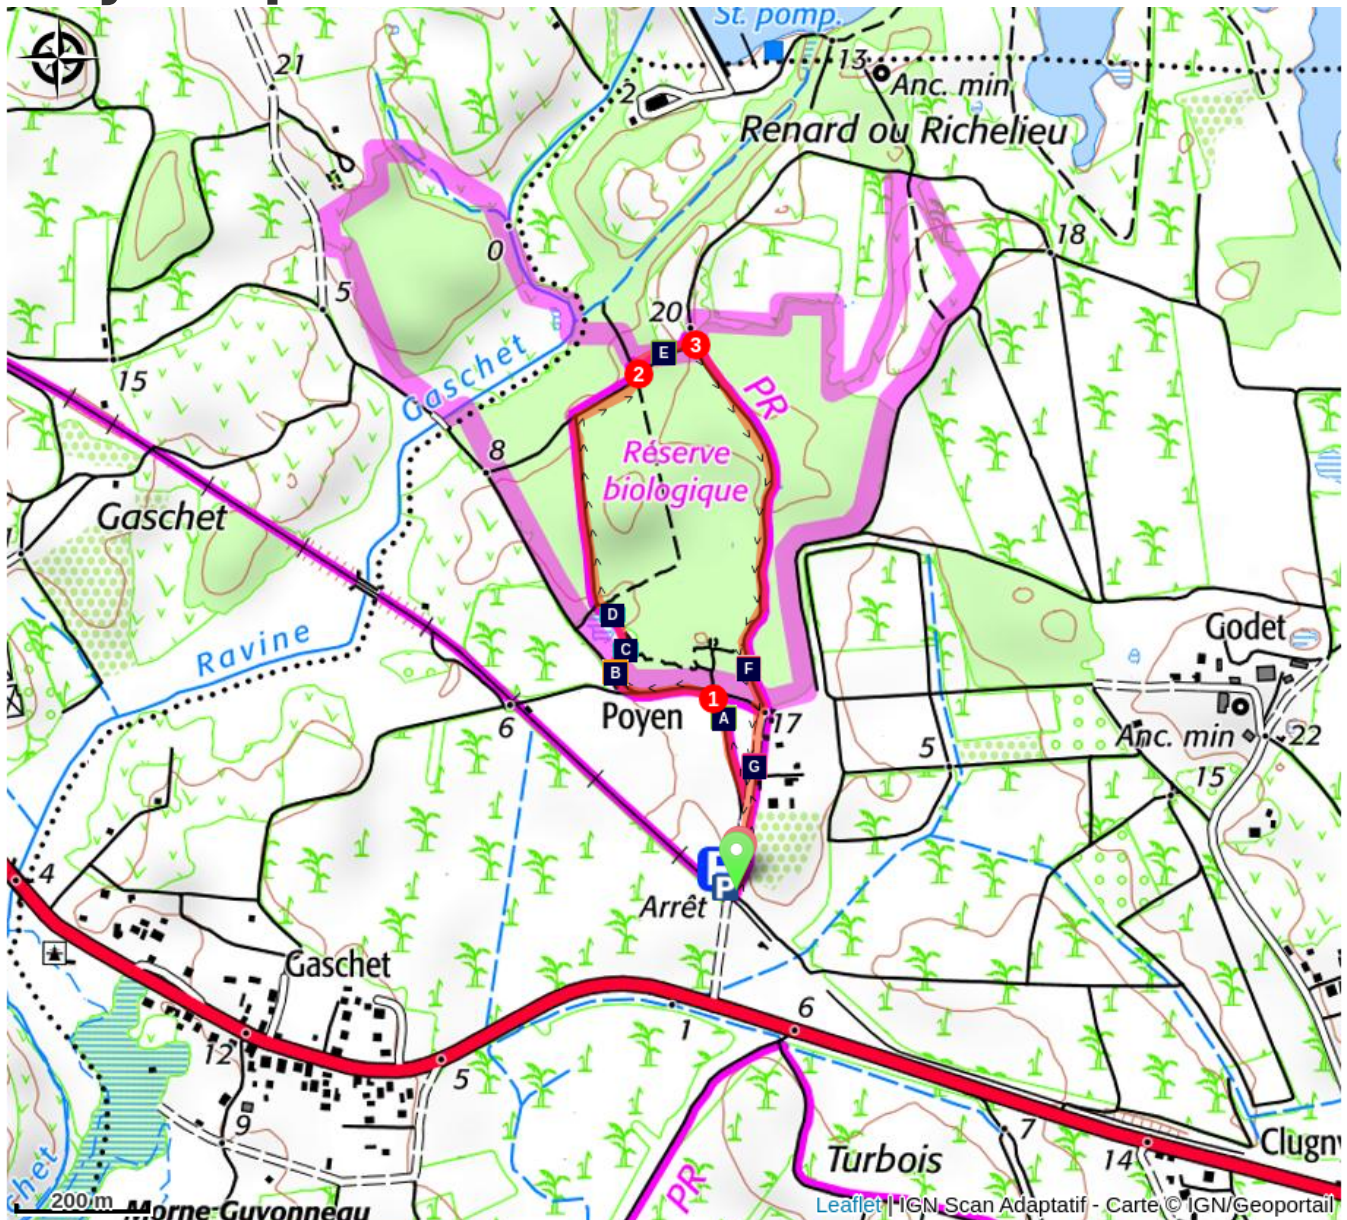 St. pomp.
21
13
2
Anc. min
Renard ou Richelieu
18
0
5
20
3
E
2
15
PR
Gaschet
8
Réserve
biologique
Gaschet
Ravine
D
C
B
F
1
A
Poyen
17
Godet
6
G
5
Anc. min
22
15
P
4
Arrêt
Gaschet
6
1
12
5
9
7
Turbois
14
Clugn
PR
chet
200 m
Morne-Guyonneau
Leaflet | IGN Scan Adaptatif - Carte © IGN/Geoportail